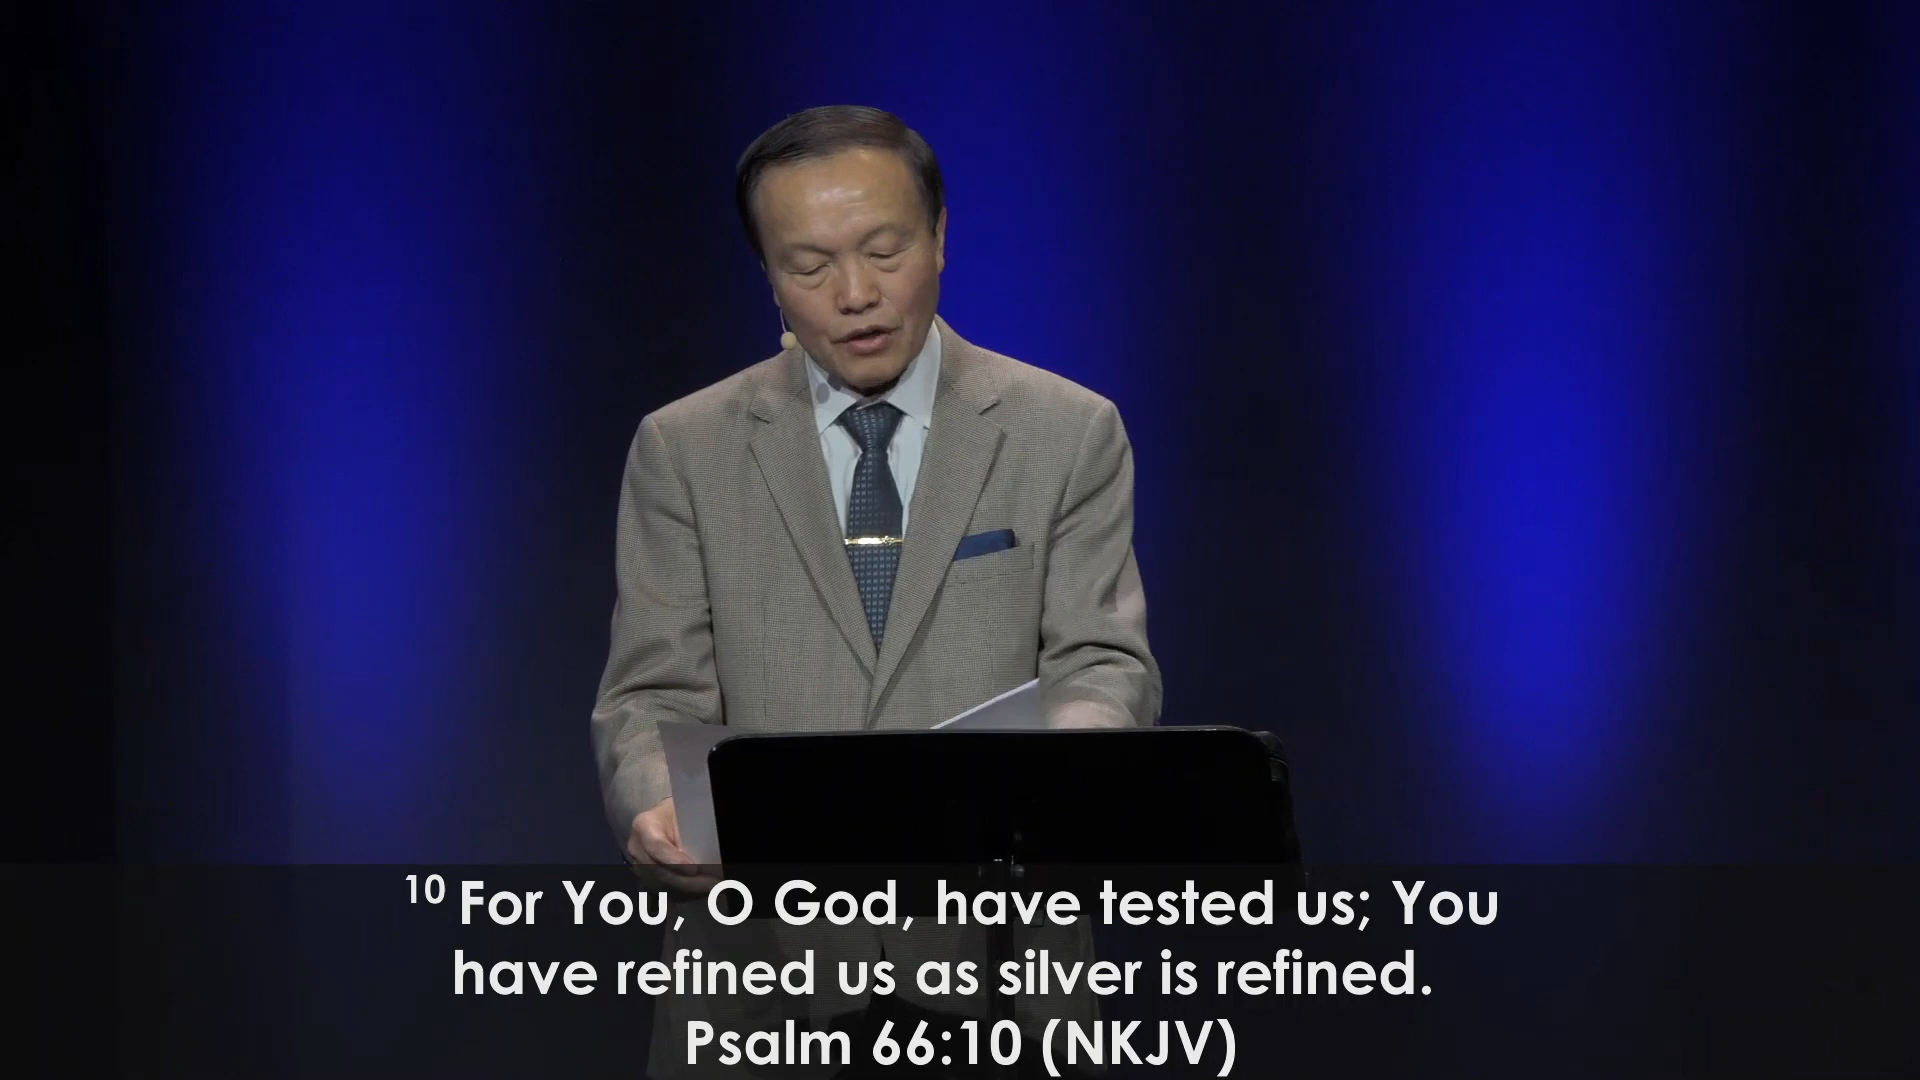 10 For You, O God, have tested us; You
have refined us as silver is refined.
Psalm 66:10 (NKJV)